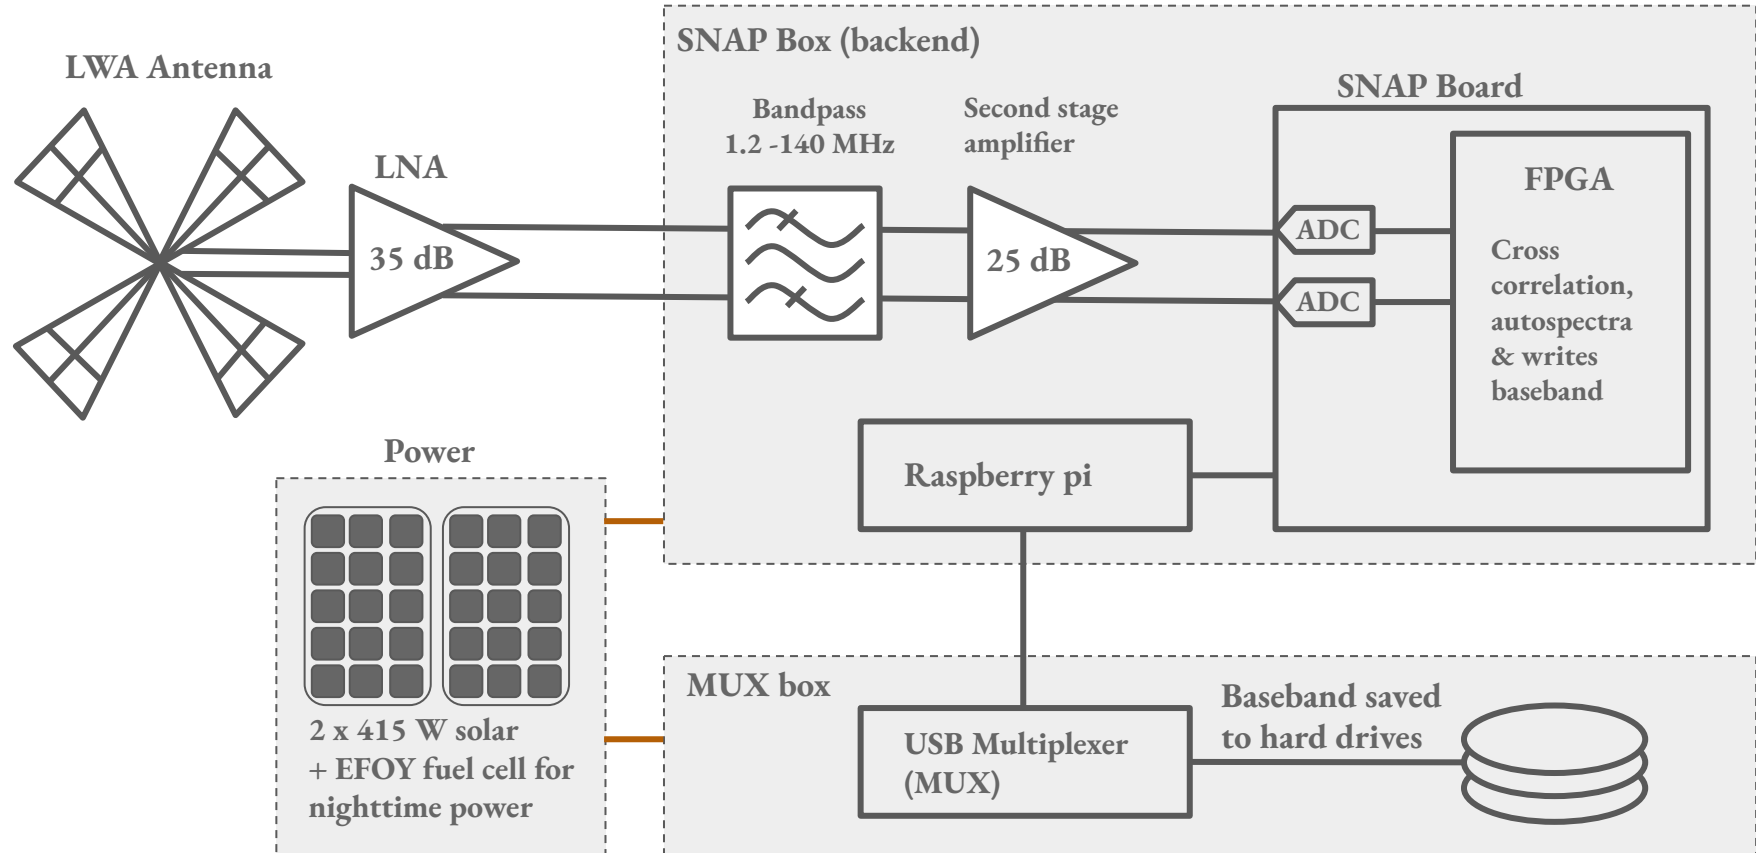 SNAP Box (backend)
LWA Antenna
SNAP Board
Bandpass
1.2 -140 MHz
Second stage
amplifier
LNA
FPGA
35 dB
25 dB
ADC
ADC
Cross
correlation,
autospectra
& writes
baseband
Power
Raspberry pi
2 x 415 W solar
+ EFOY fuel cell for
nighttime power
MUX box
USB Multiplexer
(MUX)
Baseband saved
to hard drives